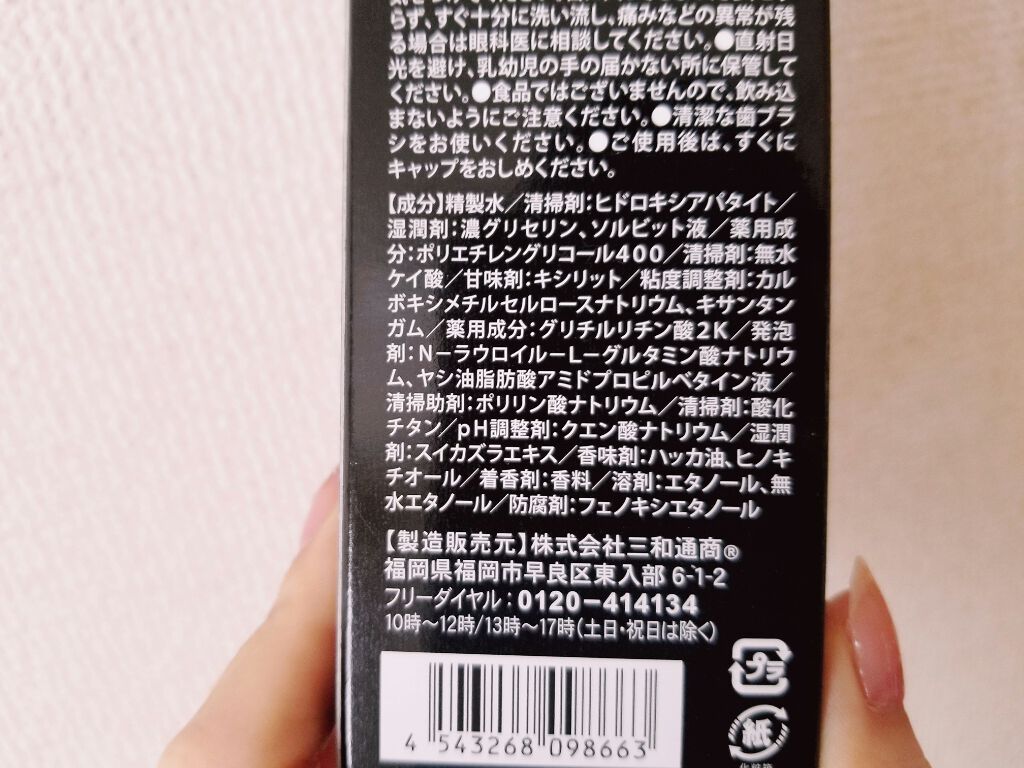 らず、すぐ十分に洗い流し、痛みなどの異常が残
る場合は眼科医に相談してください。●直射日
光を避け、乳幼児の手の届かない所に保管して
ください。●食品ではございませんので、飲み込
まないようにご注意ください。●清潔な歯ブラ
シをお使いください。●ご使用後は、すぐに
キャップをおしめください。
【成分】精製水／清掃剤：ヒドロキシアパタイト／
湿潤剤：濃グリセリン、ソルビット液／薬用成
分：ポリエチレングリコール400／清掃剤：無水
ケイ酸／甘味剤：キシリット／粘度調整剤：カル
ボキシメチルセルロースナトリウム、キサンタン
ガム／薬用成分：グリチルリチン酸2K／発泡
剤：N－ラウロイル－L－グルタミン酸ナトリウ
ム、ヤシ油脂肪酸アミドプロピルベタイン液／
清掃助剤：ポリリン酸ナトリウム／清掃剤：酸化
チタン／pH調整剤：クエン酸ナトリウム／湿潤
剤：スイカズラエキス／香味剤：ハッカ油、ヒノキ
チオール／着香剤：香料／溶剤：エタノール、無
水エタノール／防腐剤：フェノキシエタノール
【製造販売元】株式会社三和通商®
福岡県福岡市早良区東入部 6-1-2
フリーダイヤル：0120−414134
10時〜12時/13時〜17時（土日・祝日は除く）
プラ
紙
4 543268 098663